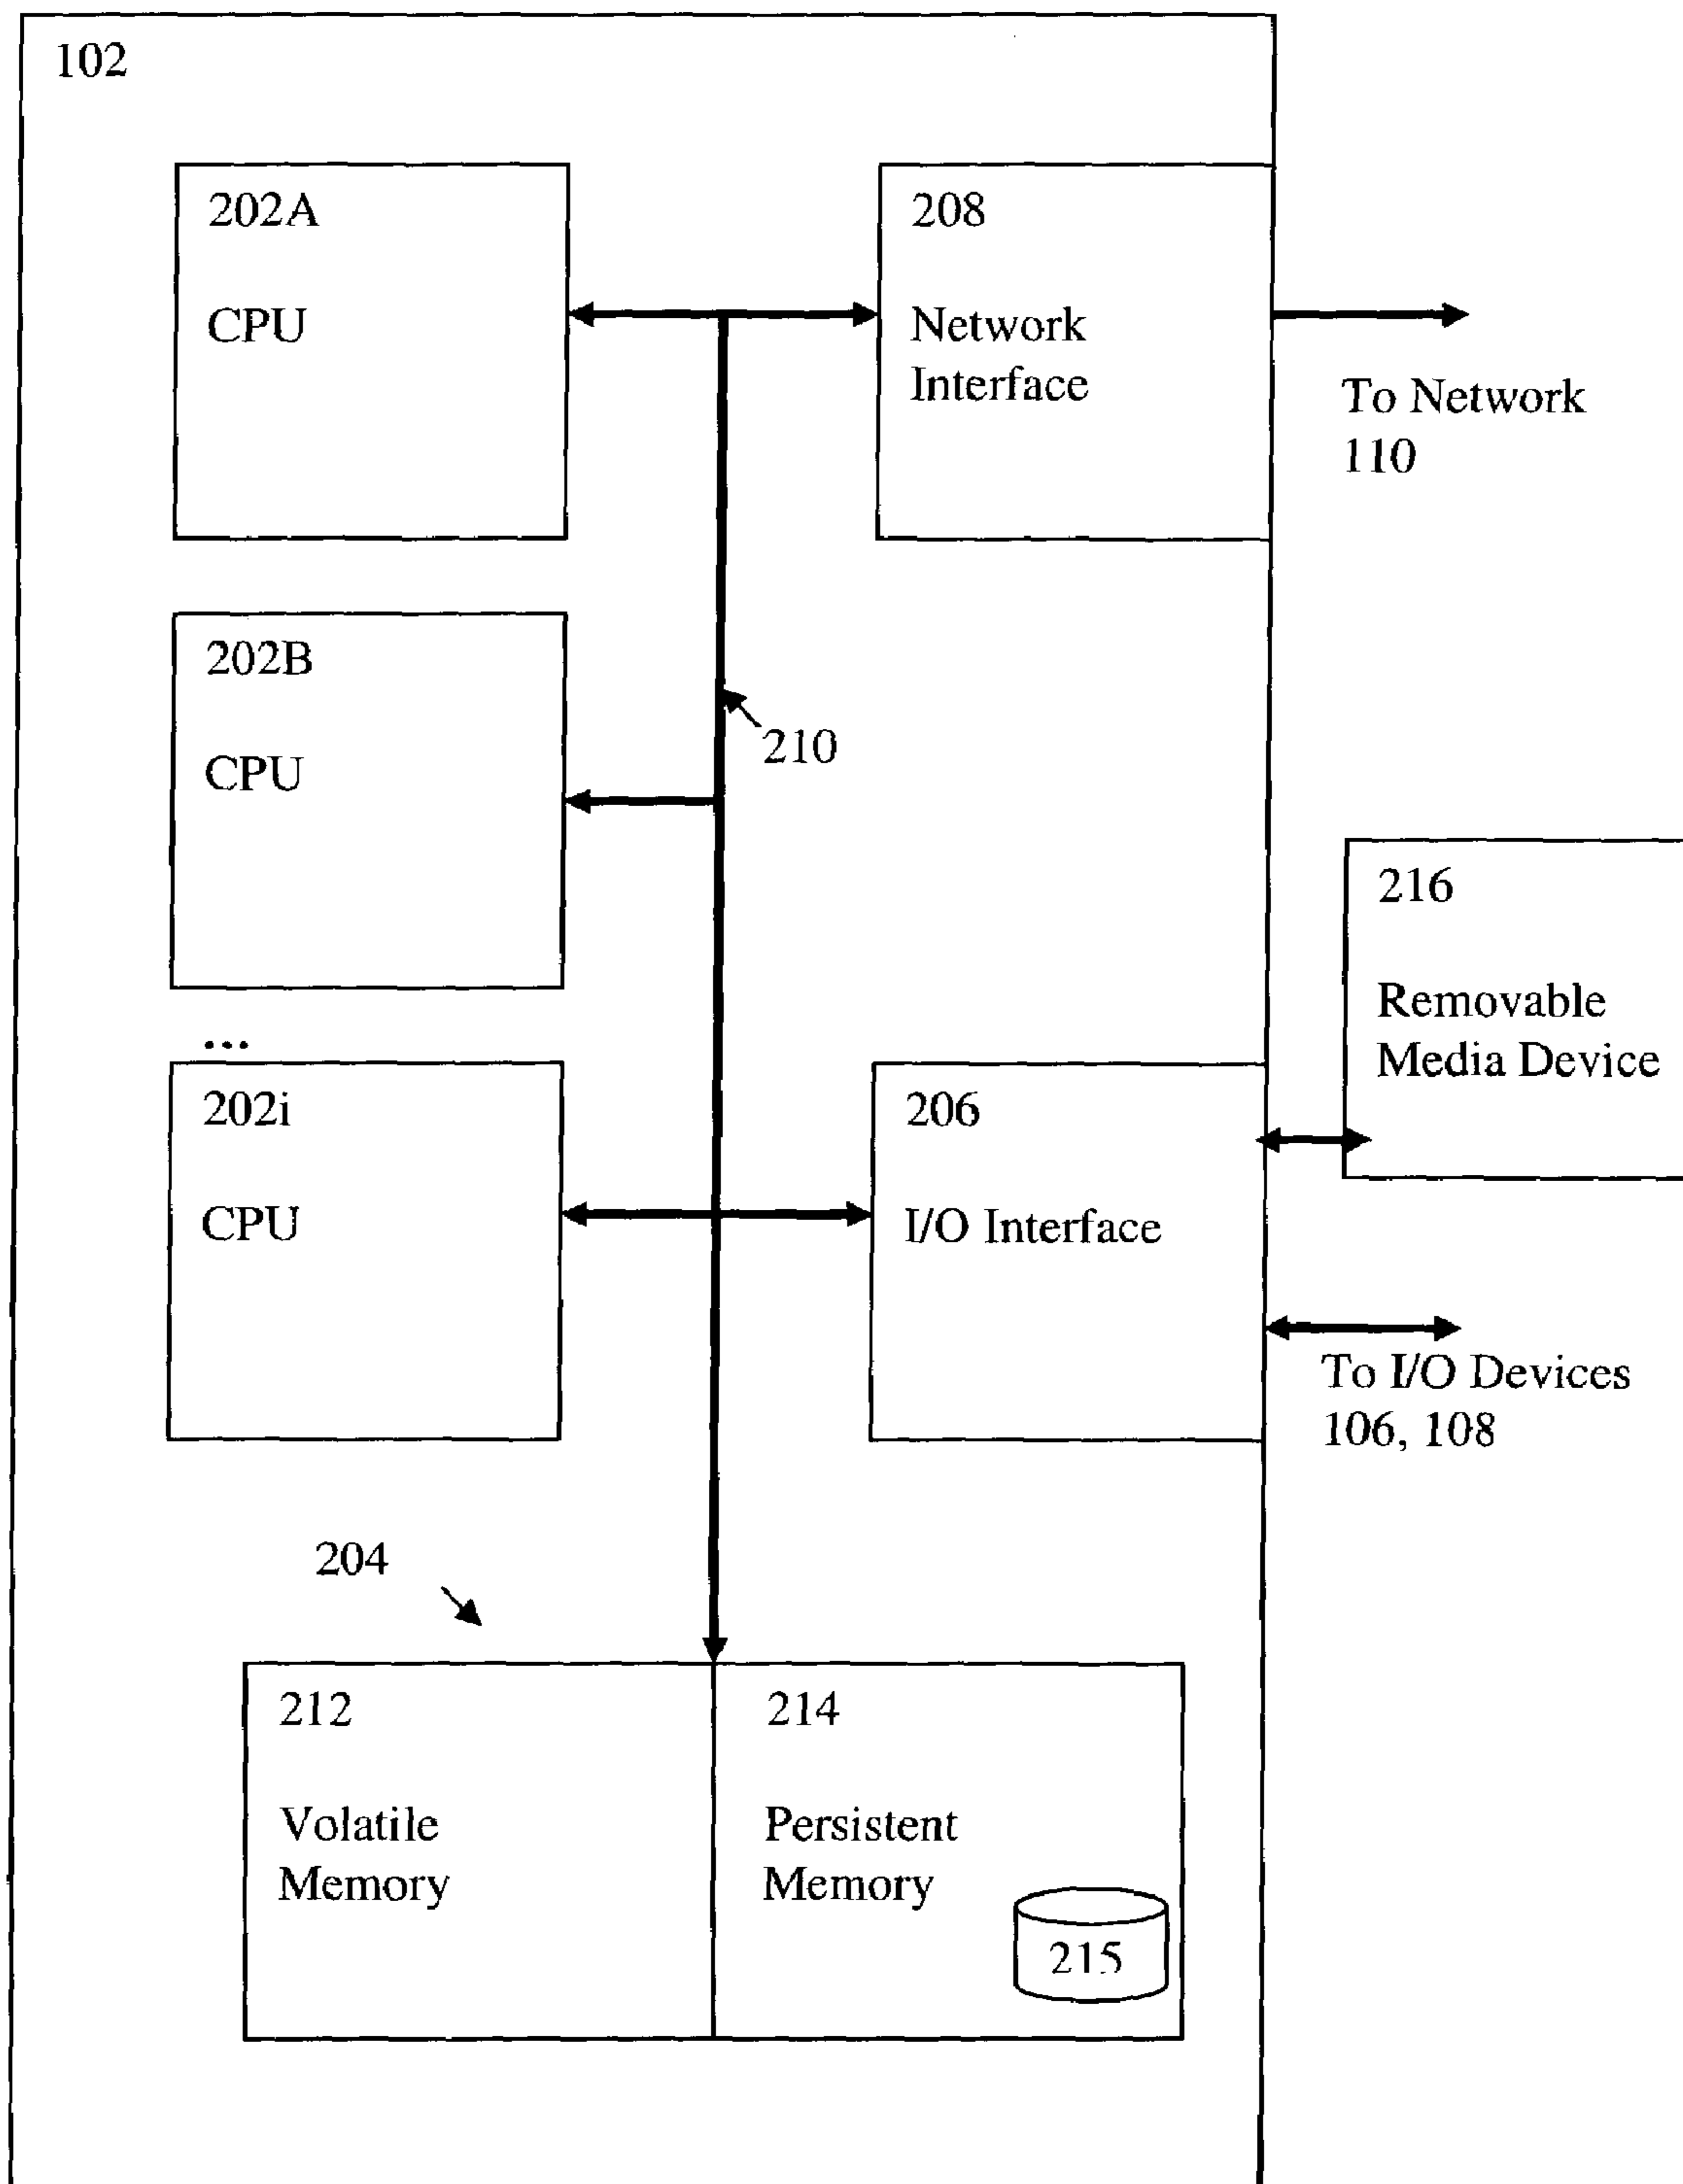 102
202A
CPU
208
Network
Interface
To Network
110
202B
CPU
210
216
Removable
Media Device
...
202i
CPU
206
I/O Interface
To I/O Devices
106, 108
204
212
Volatile
Memory
214
Persistent
Memory
215